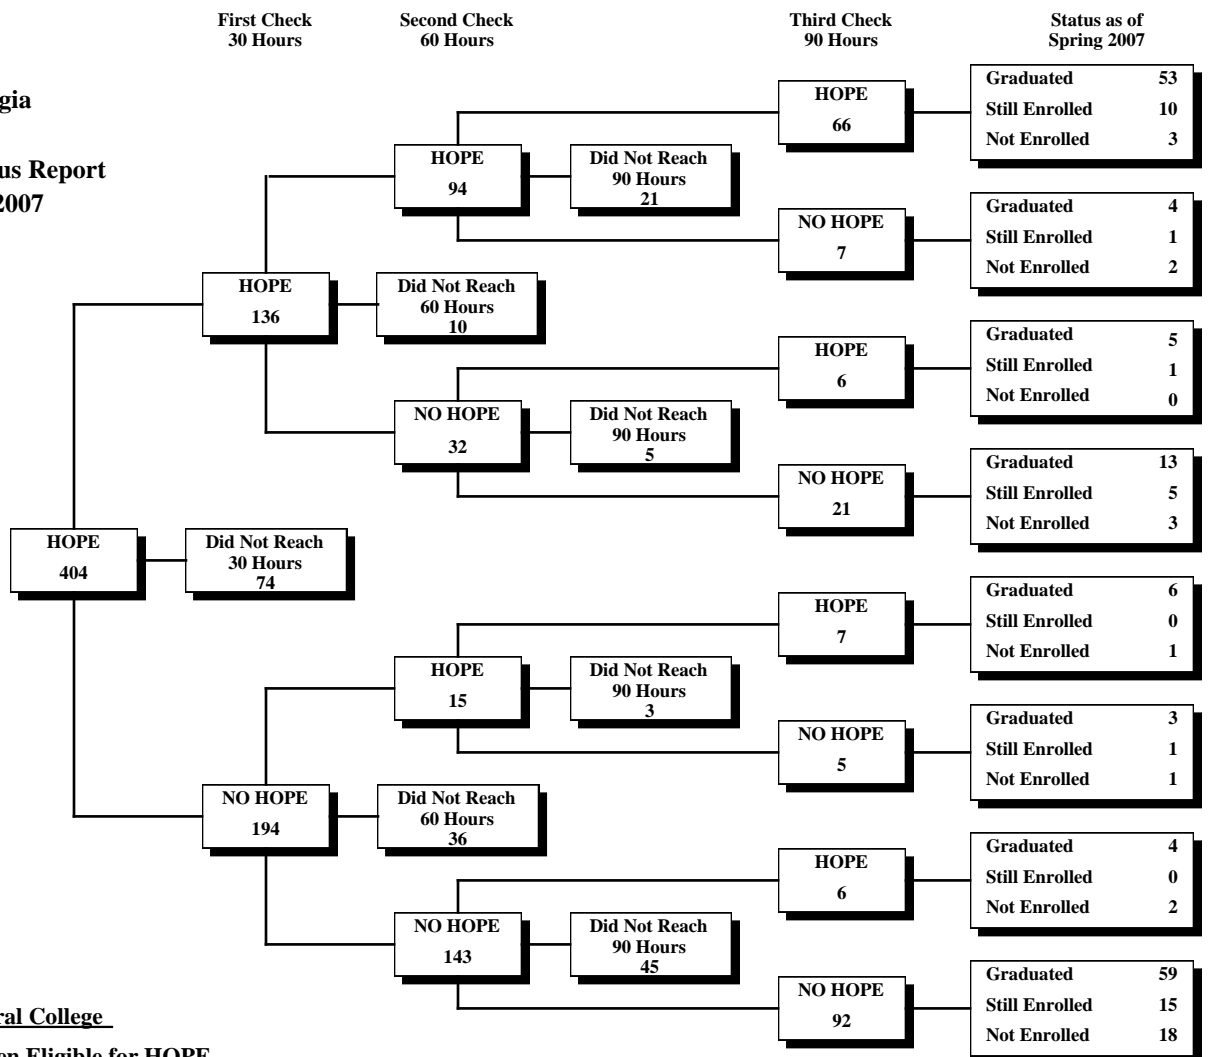 First Check
30 Hours
Second Check
60 Hours
Third Check
90 Hours
Status as of
Spring 2007
gia
us Report
2007
HOPE
404
Did Not Reach
30 Hours
74
HOPE
136
Did Not Reach
60 Hours
10
NO HOPE
194
Did Not Reach
60 Hours
36
HOPE
94
Did Not Reach
90 Hours
21
NO HOPE
32
Did Not Reach
90 Hours
5
HOPE
15
Did Not Reach
90 Hours
3
NO HOPE
143
Did Not Reach
90 Hours
45
HOPE
66
Graduated 53
Still Enrolled 10
Not Enrolled 3
NO HOPE
7
Graduated 4
Still Enrolled 1
Not Enrolled 2
HOPE
6
Graduated 5
Still Enrolled 1
Not Enrolled 0
NO HOPE
21
Graduated 13
Still Enrolled 5
Not Enrolled 3
HOPE
7
Graduated 6
Still Enrolled 0
Not Enrolled 1
NO HOPE
5
Graduated 3
Still Enrolled 1
Not Enrolled 1
HOPE
6
Graduated 4
Still Enrolled 0
Not Enrolled 2
NO HOPE
92
Graduated 59
Still Enrolled 15
Not Enrolled 18
ral College
en Eligible for HOPE